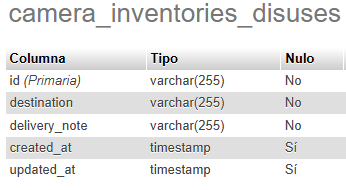 camera_inventories_disuses
Columna Tipo Nulo
id (Primaria) varchar(255) No
destination varchar(255) No
delivery_note varchar(255) No
created_at timestamp Sí
updated_at timestamp Sí